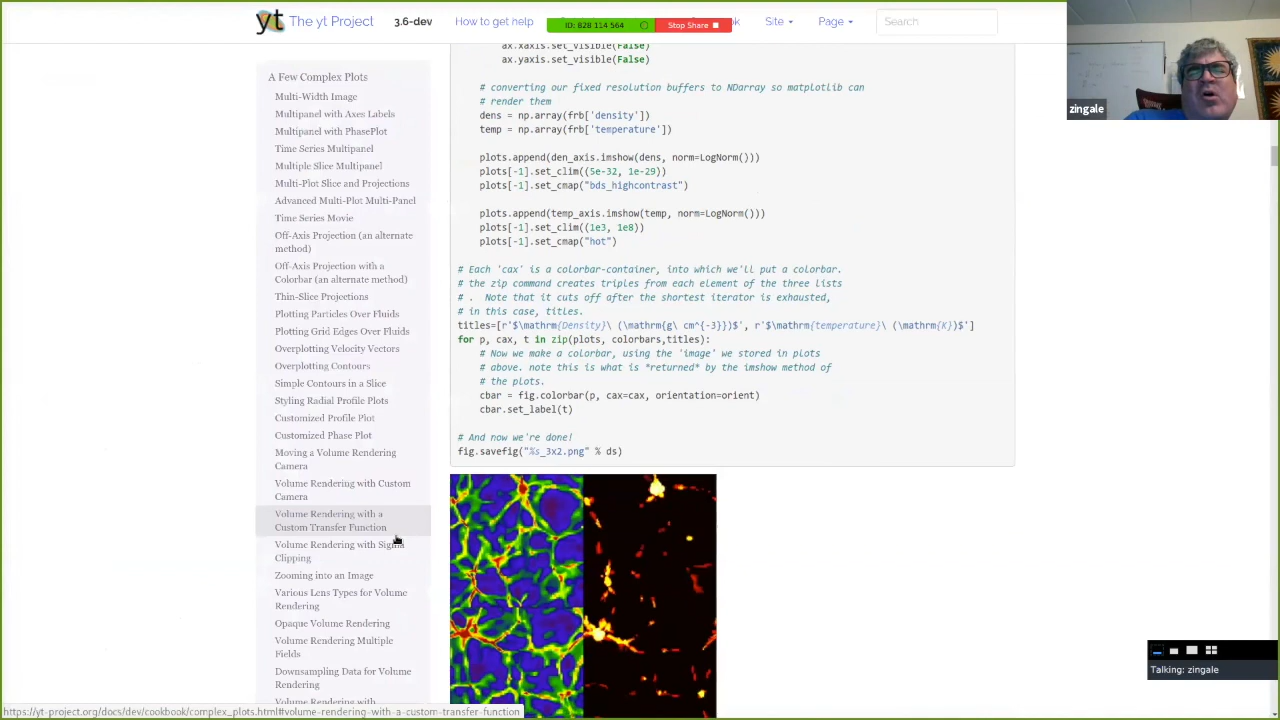 yt The yt Project 3.6-dev How to get help Site Page Search
ID: 828 114 564 Stop Share
zingale
A Few Complex Plots
Multi-Width Image
Multipanel with Axes Labels
Multipanel with PhasePlot
Time Series Multipanel
Multiple Slice Multipanel
Multi-Plot Slice and Projections
Advanced Multi-Plot Multi-Panel
Time Series Movie
Off-Axis Projection (an alternate
method)
Off-Axis Projection with a
Colorbar (an alternate method)
Thin-Slice Projections
Plotting Particles Over Fluids
Plotting Grid Edges Over Fluids
Overplotting Velocity Vectors
Overplotting Contours
Simple Contours in a Slice
Styling Radial Profile Plots
Customized Profile Plot
Customized Phase Plot
Moving a Volume Rendering
Camera
Volume Rendering with Custom
Camera
Volume Rendering with a
Custom Transfer Function
Volume Rendering with Sigma
Clipping
Zooming into an Image
Various Lens Types for Volume
Rendering
Opaque Volume Rendering
Volume Rendering Multiple
Fields
Downsampling Data for Volume
Rendering
Volume Rendering with
ax.xaxis.set_visible(False)
ax.yaxis.set_visible(False)
# converting our fixed resolution buffers to NDarray so matplotlib can
# render them
dens = np.array(frb['density'])
temp = np.array(frb['temperature'])
plots.append(den_axis.imshow(dens, norm=LogNorm()))
plots[-1].set_clim((5e-32, 1e-29))
plots[-1].set_cmap("bds_highcontrast")
plots.append(temp_axis.imshow(temp, norm=LogNorm()))
plots[-1].set_clim((1e3, 1e8))
plots[-1].set_cmap("hot")
# Each 'cax' is a colorbar-container, into which we'll put a colorbar.
# the zip command creates triples from each element of the three lists
# . Note that it cuts off after the shortest iterator is exhausted,
# in this case, titles.
titles=[r'$\mathrm{Density}\ (\mathrm{g\ cm^{-3}})$', r'$\mathrm{temperature}\ (\mathrm{K})$']
for p, cax, t in zip(plots, colorbars,titles):
# Now we make a colorbar, using the 'image' we stored in plots
# above. note this is what is *returned* by the imshow method of
# the plots.
cbar = fig.colorbar(p, cax=cax, orientation=orient)
cbar.set_label(t)
# And now we're done!
fig.savefig("%s_3x2.png" % ds)
Talking: zingale
https://yt-project.org/docs/dev/cookbook/complex_plots.html#volume-rendering-with-a-custom-transfer-function